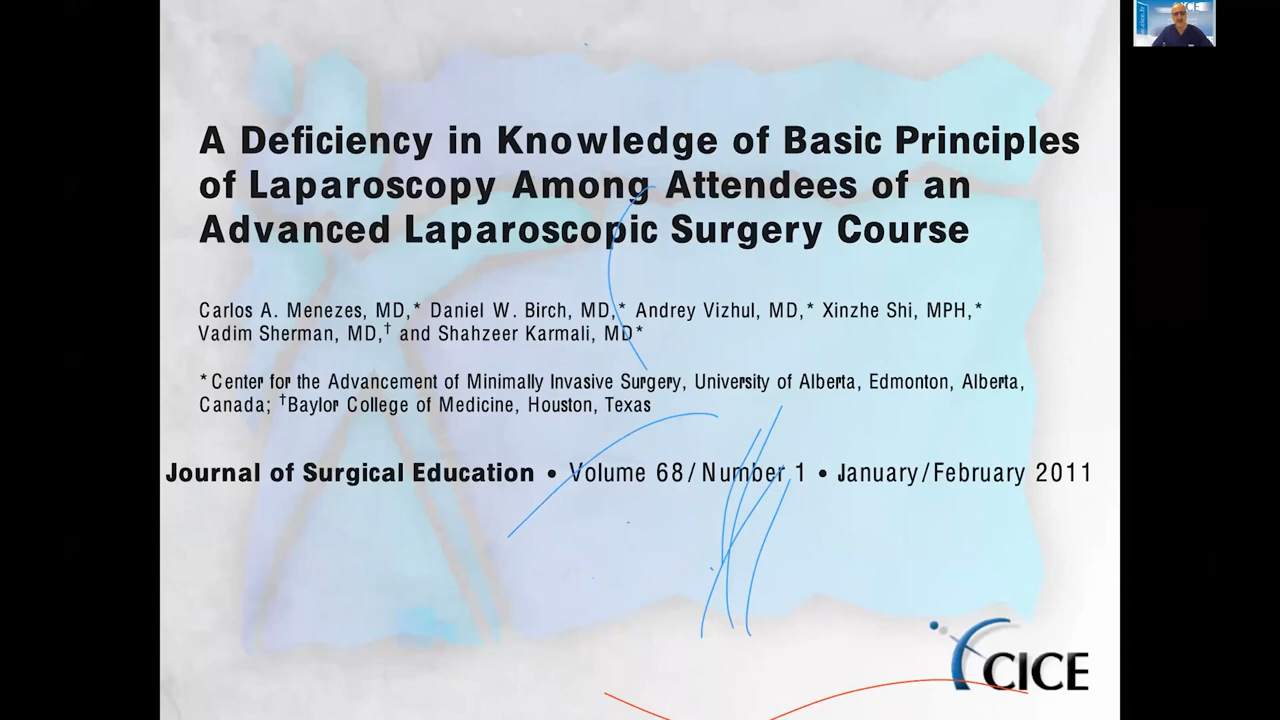 A Deficiency in Knowledge of Basic Principles
of Laparoscopy Among Attendees of an
Advanced Laparoscopic Surgery Course
Carlos A. Menezes, MD,* Daniel W. Birch, MD,* Andrey Vizhul, MD,* Xinzhe Shi, MPH,*
Vadim Sherman, MD,† and Shahzeer Karmali, MD*
*Center for the Advancement of Minimally Invasive Surgery, University of Alberta, Edmonton, Alberta,
Canada; †Baylor College of Medicine, Houston, Texas
Journal of Surgical Education • Volume 68/Number 1 • January/February 2011
CICE